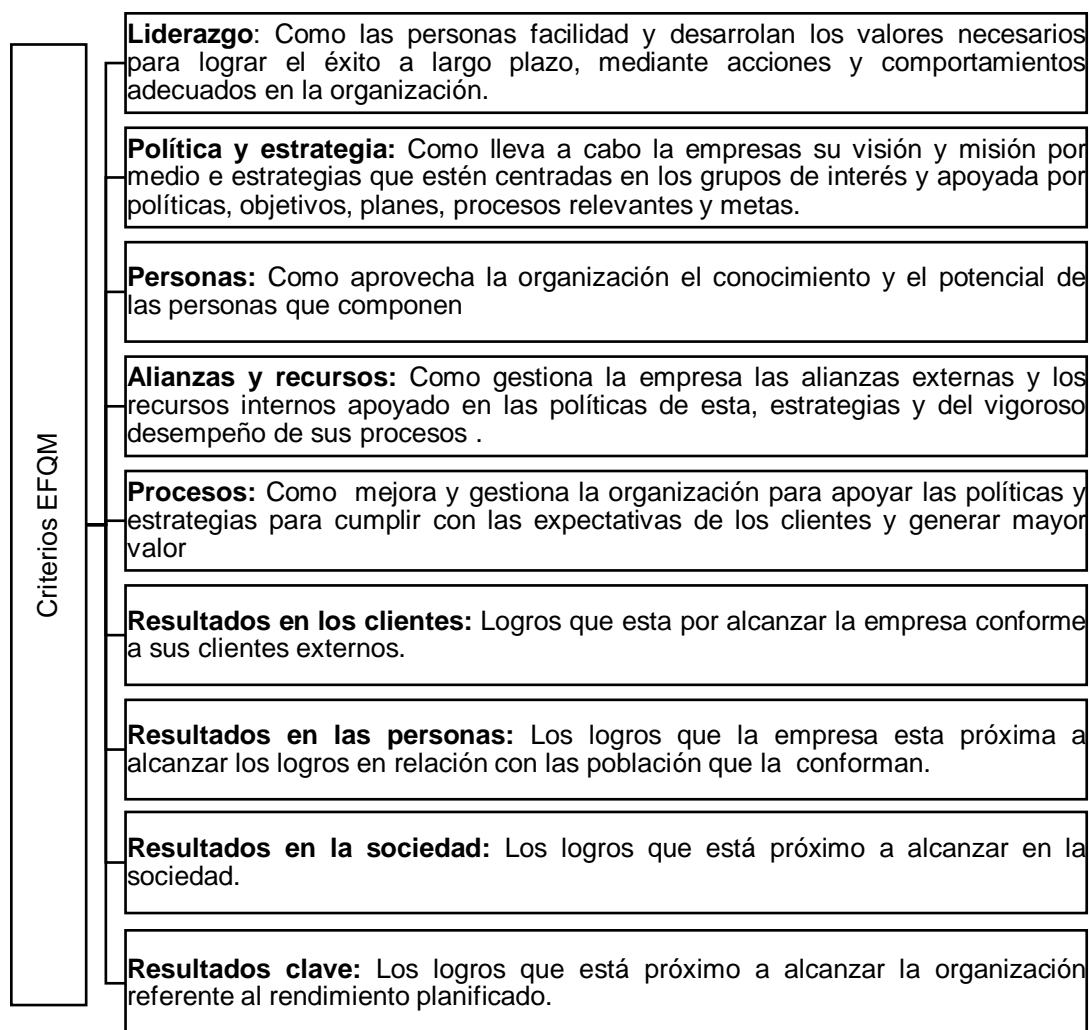 Criterios EFQM
Liderazgo: Como las personas facilidad y desarrolan los valores necesarios
para lograr el éxito a largo plazo, mediante acciones y comportamientos
adecuados en la organización.
Política y estrategia: Como lleva a cabo la empresas su visión y misión por
medio e estrategias que estén centradas en los grupos de interés y apoyada por
políticas, objetivos, planes, procesos relevantes y metas.
Personas: Como aprovecha la organización el conocimiento y el potencial de
las personas que componen
Alianzas y recursos: Como gestiona la empresa las alianzas externas y los
recursos internos apoyado en las políticas de esta, estrategias y del vigoroso
desempeño de sus procesos .
Procesos: Como mejora y gestiona la organización para apoyar las políticas y
estrategias para cumplir con las expectativas de los clientes y generar mayor
valor
Resultados en los clientes: Logros que esta por alcanzar la empresa conforme
a sus clientes externos.
Resultados en las personas: Los logros que la empresa esta próxima a
alcanzar los logros en relación con las población que la conforman.
Resultados en la sociedad: Los logros que está próximo a alcanzar en la
sociedad.
Resultados clave: Los logros que está próximo a alcanzar la organización
referente al rendimiento planificado.